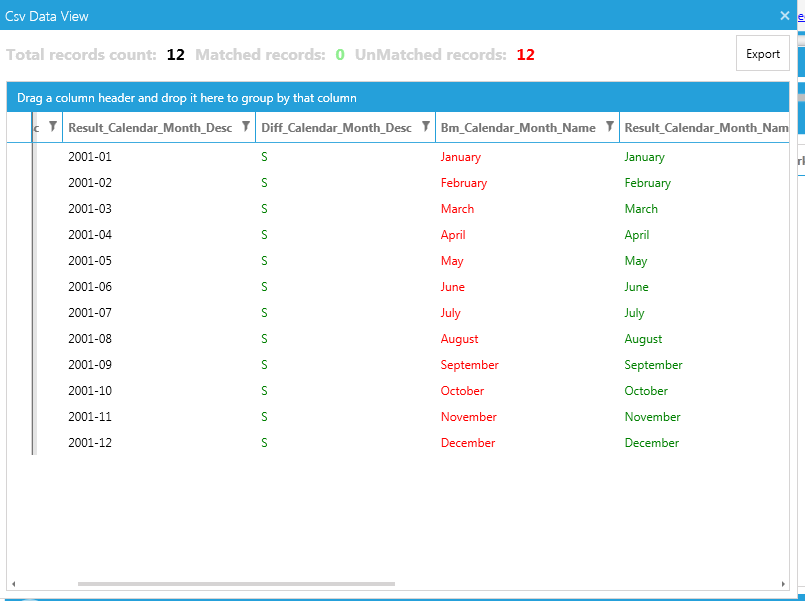 Csv Data View
Total records count: 12 Matched records: 0 UnMatched records: 12 Export
Drag a column header and drop it here to group by that column
c Result_Calendar_Month_Desc Diff_Calendar_Month_Desc Bm_Calendar_Month_Name Result_Calendar_Month_Nam
2001-01 S January January
2001-02 S February February
2001-03 S March March
2001-04 S April April
2001-05 S May May
2001-06 S June June
2001-07 S July July
2001-08 S August August
2001-09 S September September
2001-10 S October October
2001-11 S November November
2001-12 S December December